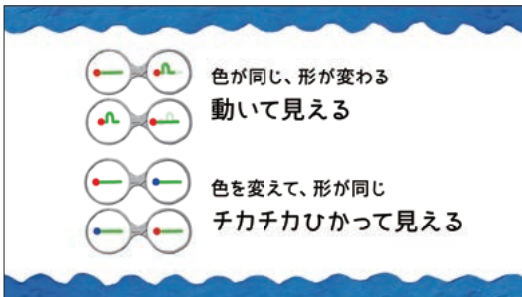 色が同じ、形が変わる
動いて見える
色を変えて、形が同じ
チカチカひかって見える